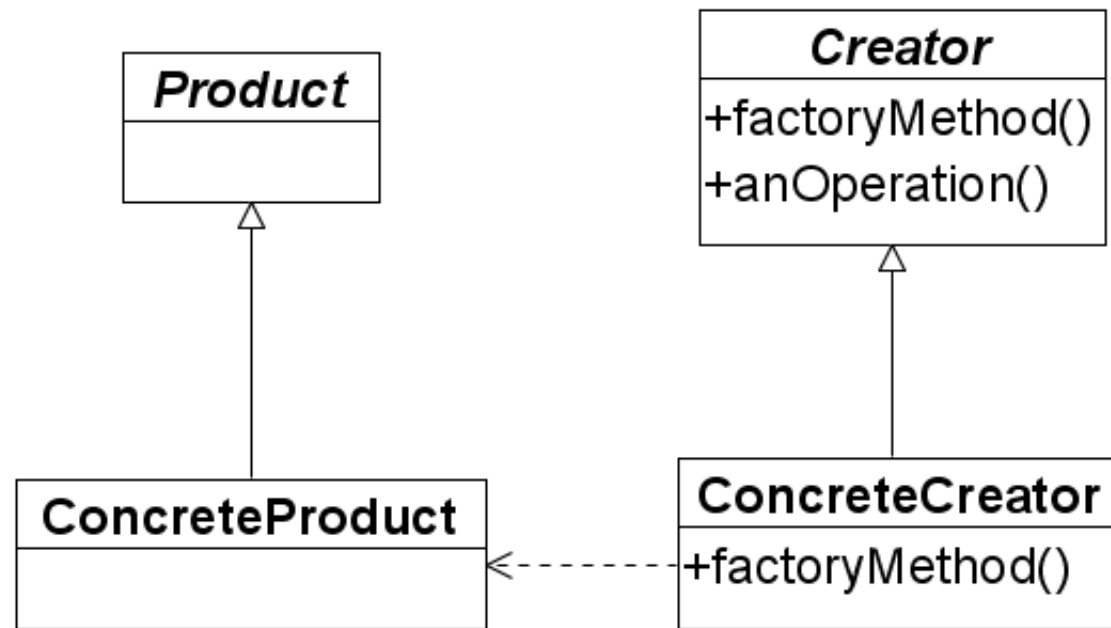 Product
Creator
+factoryMethod()
+anOperation()
ConcreteProduct
ConcreteCreator
+factoryMethod()